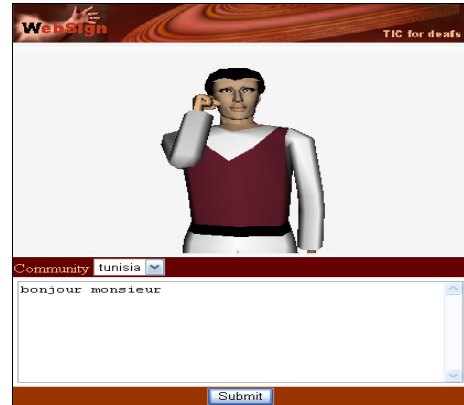 WebSign
TIC for deafs
Community tunisia
bonjour monsieur
Submit